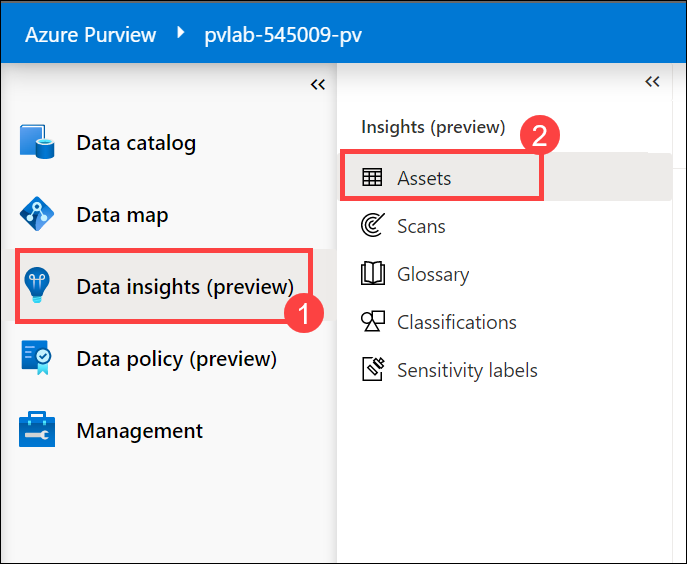 Azure Purview pvlab-545009-pv
Data catalog
Data map
Data insights (preview)
1
Data policy (preview)
Management
Insights (preview)
2
Assets
Scans
Glossary
Classifications
Sensitivity labels